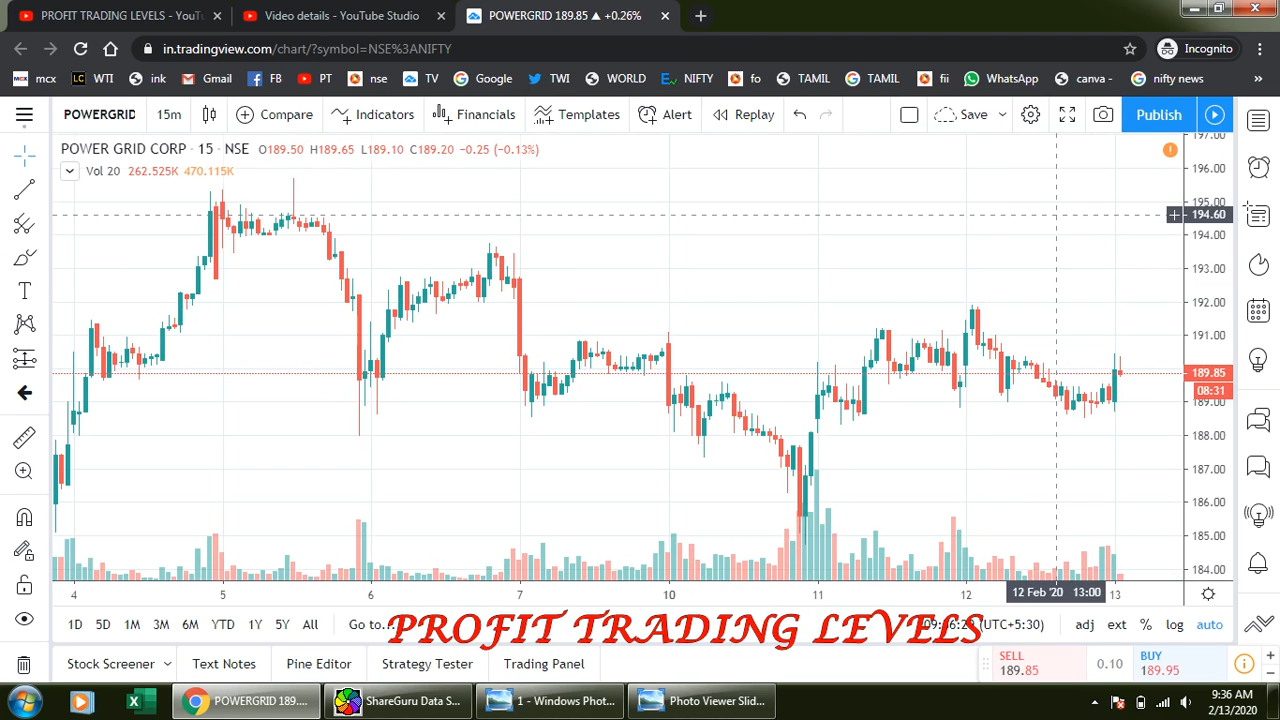 PROFIT TRADING LEVELS - YouTu
Video details - YouTube Studio
POWERGRID 189.85 ▲ +0.26%
in.tradingview.com/chart/?symbol=NSE%3ANIFTY
Incognito
mcx WTI ink Gmail FB PT nse TV Google TWI WORLD NIFTY fo TAMIL TAMIL fii WhatsApp canva - nifty news »
POWERGRID 15m Compare Indicators Financials Templates Alert Replay Save Publish
POWER GRID CORP · 15 · NSE O189.50 H189.65 L189.10 C189.20 −0.25 (−0.13%)
Vol 20 262.525K 470.115K
197.00
196.00
195.00
194.60
194.00
193.00
192.00
191.00
189.85
08:31
189.00
188.00
187.00
186.00
185.00
184.00
4 5 6 7 10 11 12 12 Feb '20 13:00 13
1D 5D 1M 3M 6M YTD 1Y 5Y All Go to...
(UTC+5:30) adj ext % log auto
PROFIT TRADING LEVELS
Stock Screener Text Notes Pine Editor Strategy Tester Trading Panel
SELL 189.85 0.10 BUY 189.95
POWERGRID 189.... ShareGuru Data S... 1 - Windows Phot... Photo Viewer Slid...
9:36 AM
2/13/2020